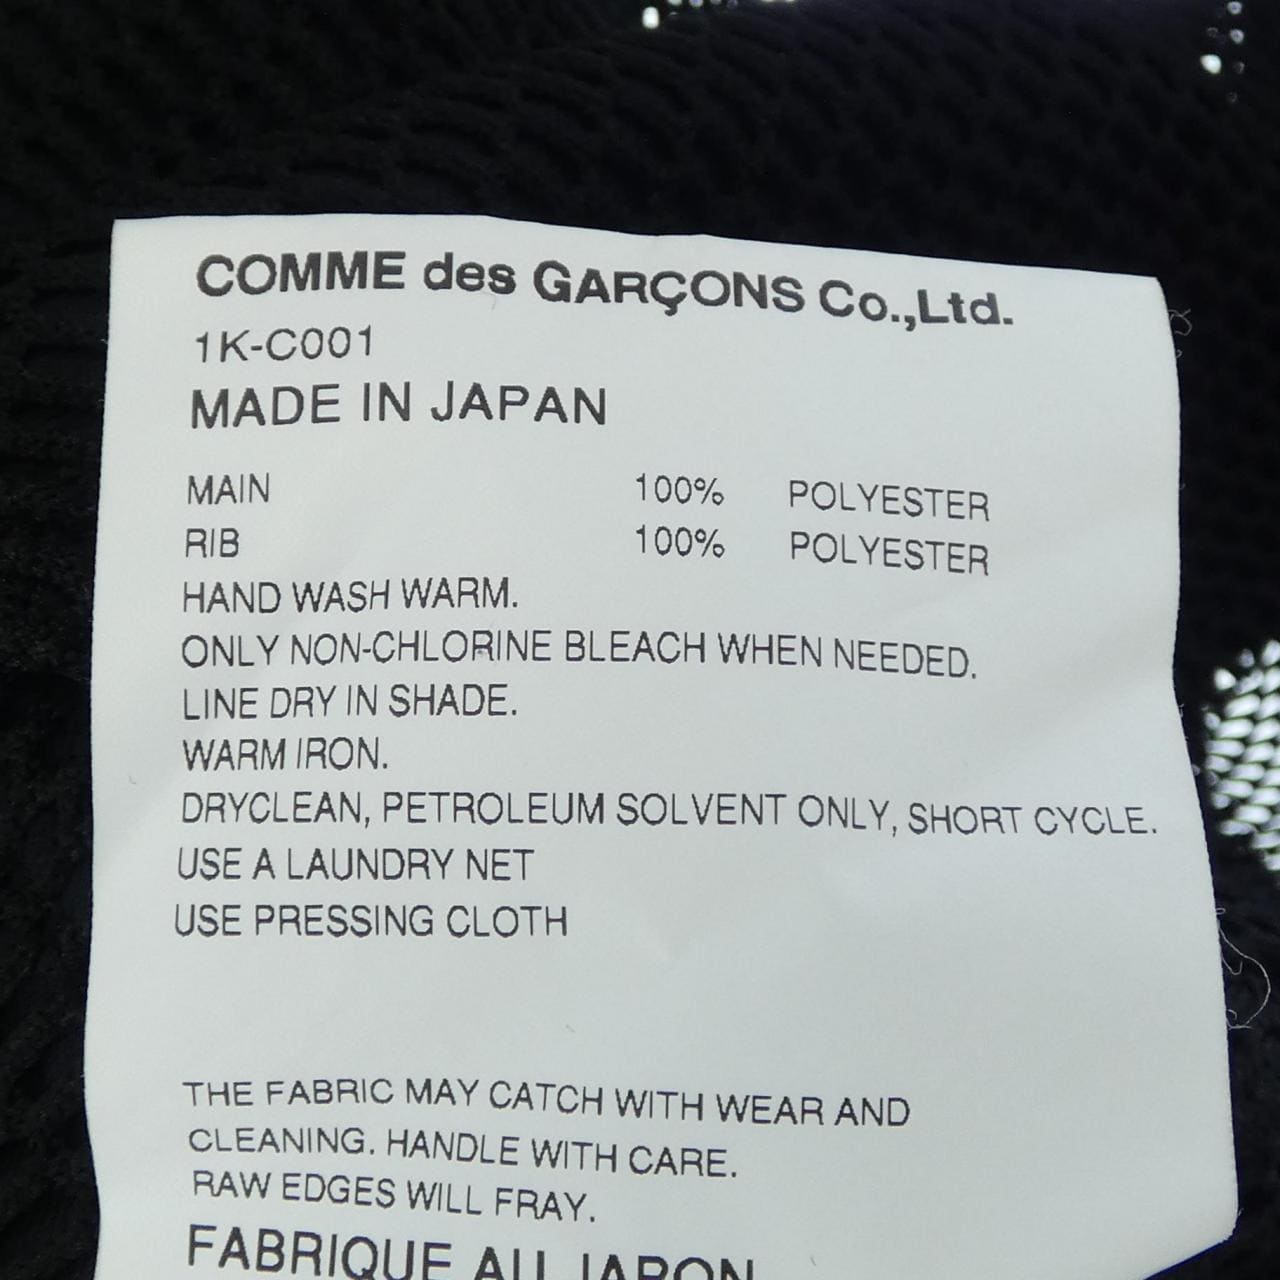 COMME des GARÇONS Co.,Ltd.
1K-C001
MADE IN JAPAN
MAIN 100% POLYESTER
RIB 100% POLYESTER
HAND WASH WARM.
ONLY NON-CHLORINE BLEACH WHEN NEEDED.
LINE DRY IN SHADE.
WARM IRON.
DRYCLEAN, PETROLEUM SOLVENT ONLY, SHORT CYCLE.
USE A LAUNDRY NET
USE PRESSING CLOTH
THE FABRIC MAY CATCH WITH WEAR AND
CLEANING. HANDLE WITH CARE.
RAW EDGES WILL FRAY.
FABRIQUE AU JAPON